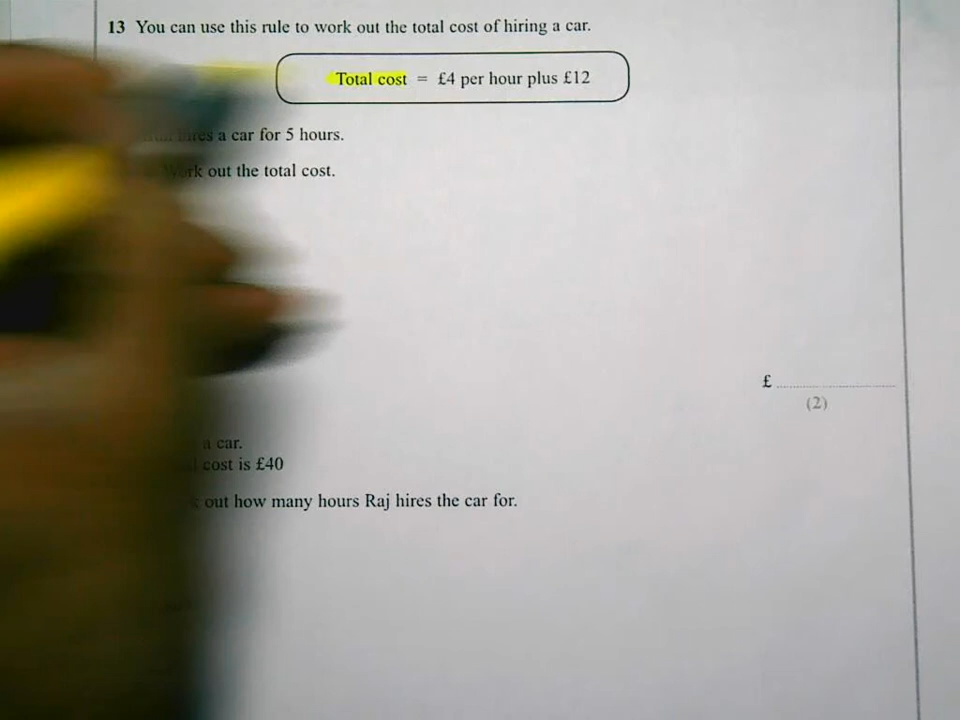 13 You can use this rule to work out the total cost of hiring a car.
Total cost = £4 per hour plus £12
a car for 5 hours.
Work out the total cost.
£
(2)
a car.
cost is £40
out how many hours Raj hires the car for.